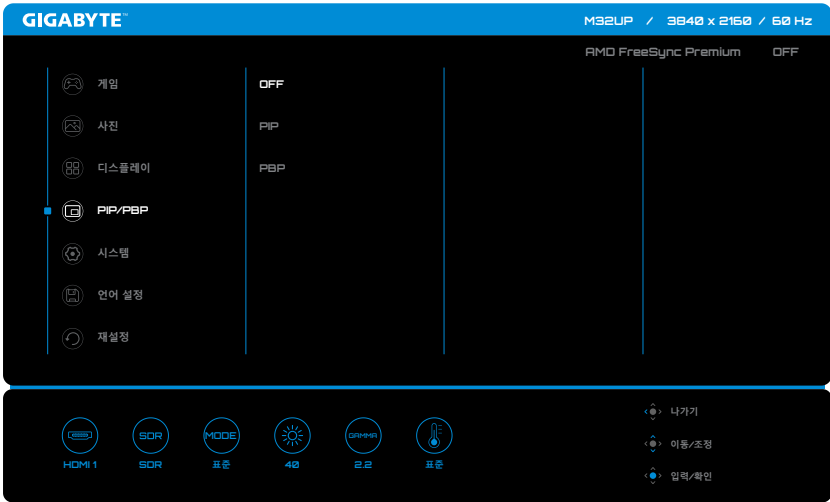 GIGABYTE™
M32UP / 3840 x 2160 / 60 Hz
AMD FreeSync Premium OFF
게임
사진
디스플레이
PIP/PBP
시스템
언어 설정
재설정
OFF
PIP
PBP
HDMI 1
SDR
SDR
MODE
표준
40
GAMMA
2.2
표준
나가기
이동/조정
입력/확인